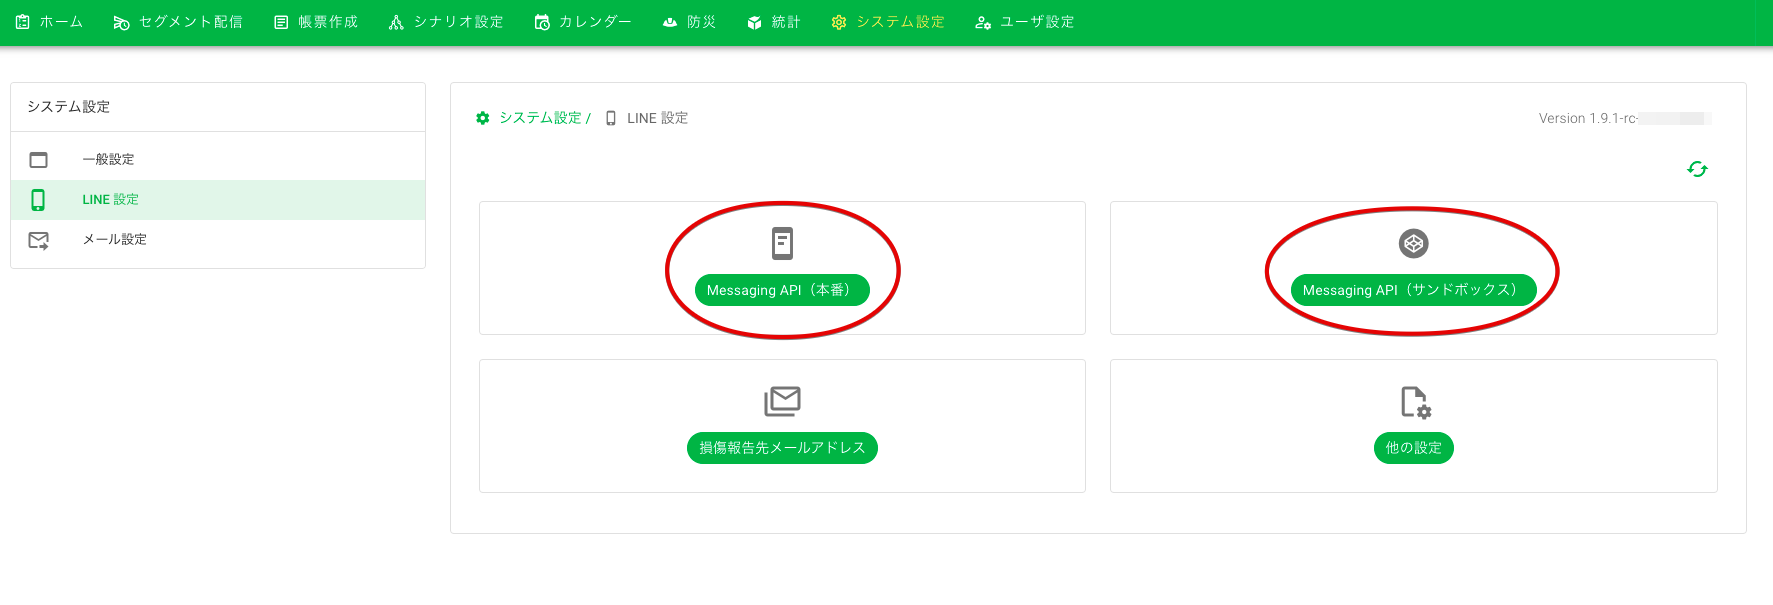 ホーム セグメント配信 帳票作成 シナリオ設定 カレンダー 防災 統計 システム設定 ユーザ設定
システム設定
一般設定
LINE 設定
メール設定
システム設定 / LINE 設定
Version 1.9.1-rc-
Messaging API（本番）
Messaging API（サンドボックス）
損傷報告先メールアドレス
他の設定